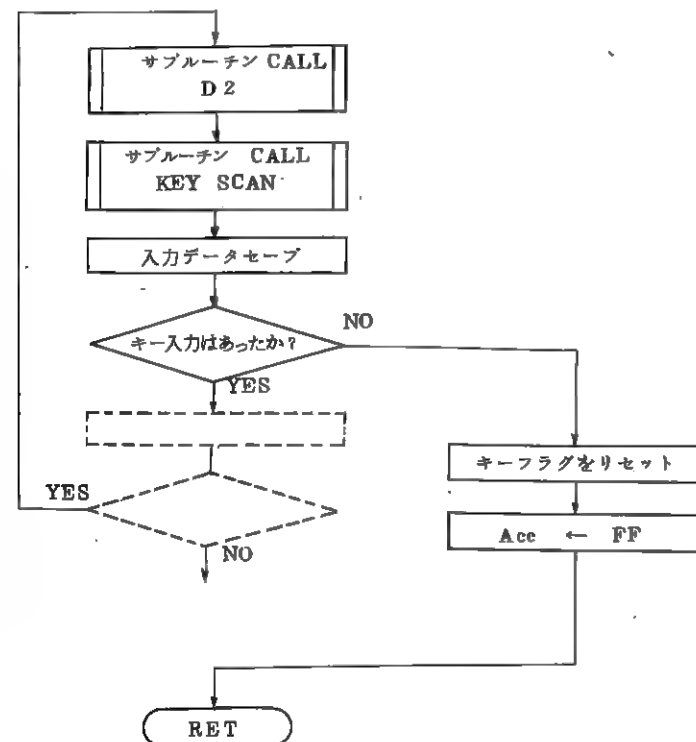 サブルーチン CALL
D2
サブルーチン CALL
KEY SCAN
入力データセーブ
キー入力はあったか?
NO
YES
キーフラグをリセット
YES
Acc ← FF
NO
RET